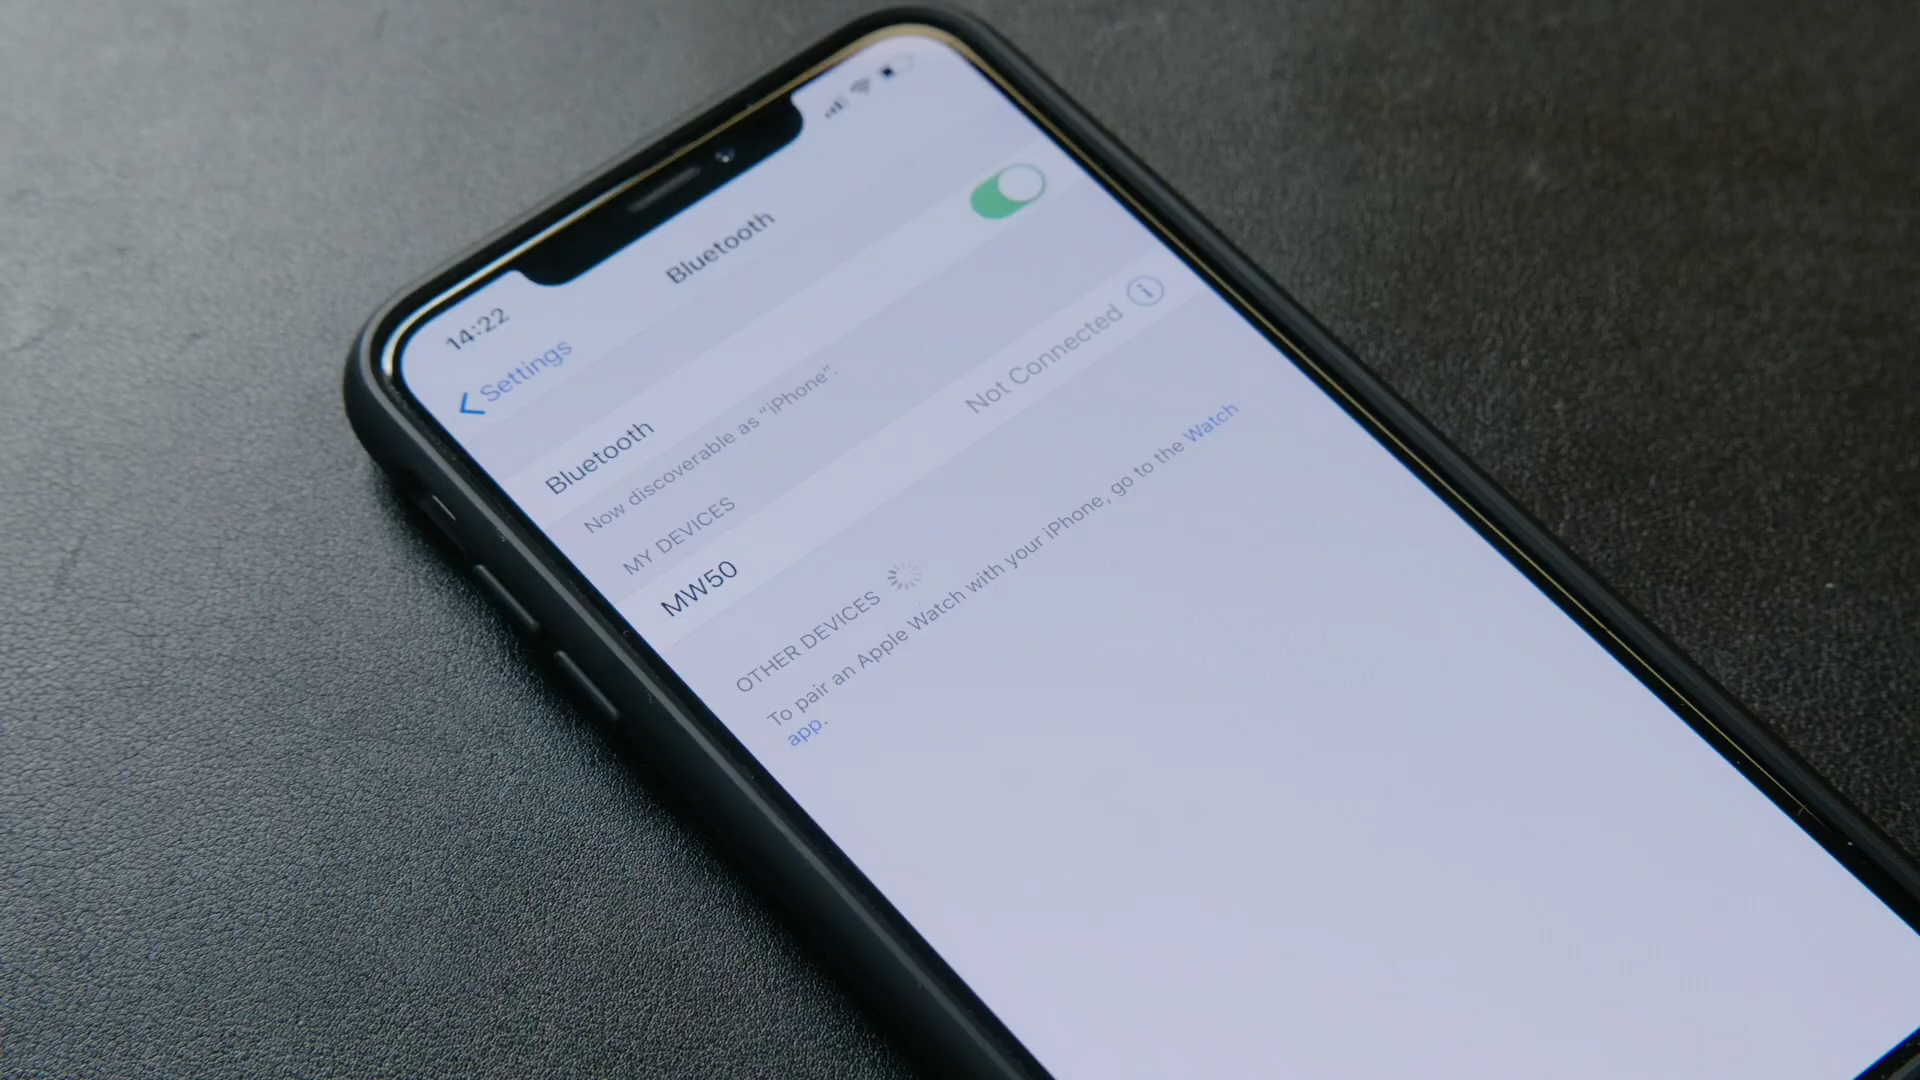 14:22
Settings
Bluetooth
Bluetooth
Now discoverable as "iPhone".
MY DEVICES
MW50
Not Connected
OTHER DEVICES
To pair an Apple Watch with your iPhone, go to the Watch
app.